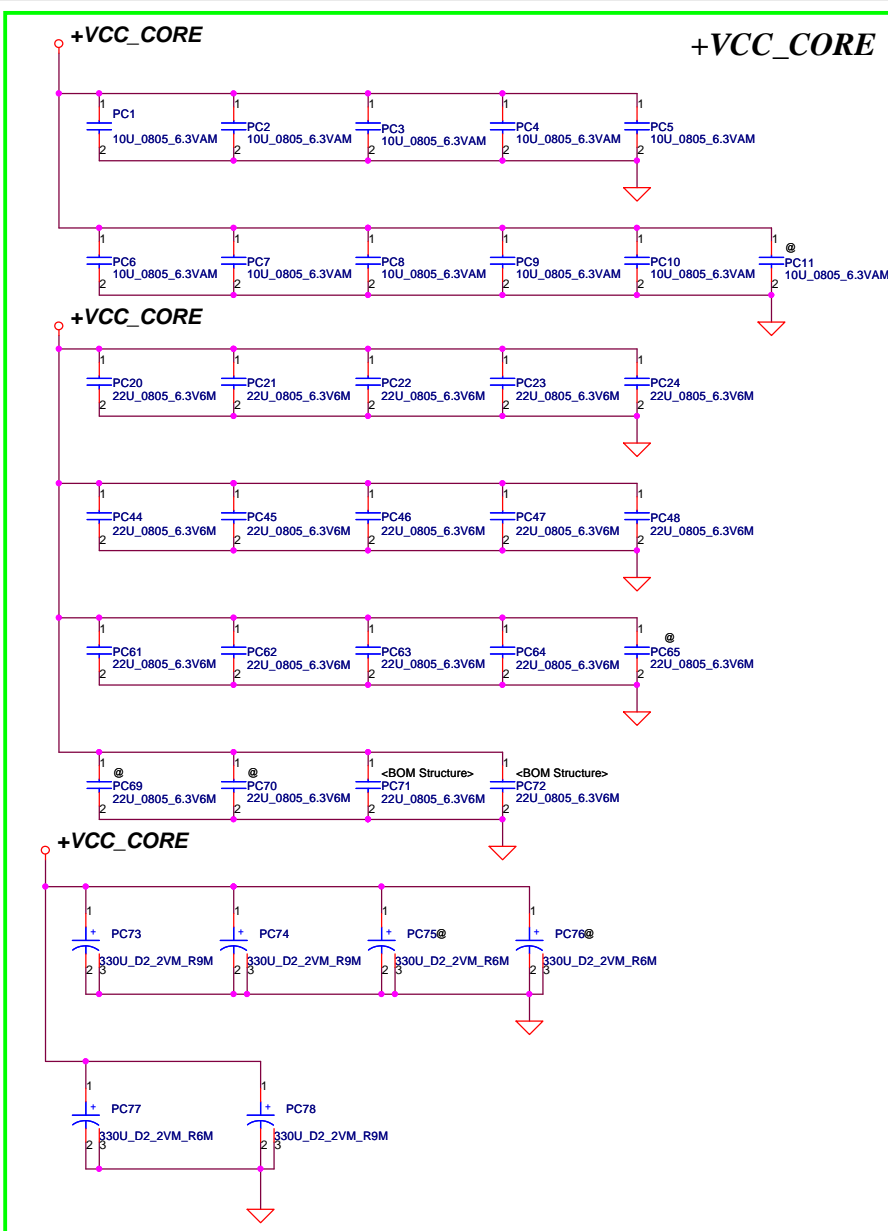 +VCC_CORE
+VCC_CORE
1 1 1 1 1
PC1 PC2 PC3 PC4 PC5
10U_0805_6.3VAM 10U_0805_6.3VAM 10U_0805_6.3VAM 10U_0805_6.3VAM 10U_0805_6.3VAM
2 2 2 2 2
1 1 1 1 1 1 @
PC6 PC7 PC8 PC9 PC10 PC11
10U_0805_6.3VAM 10U_0805_6.3VAM 10U_0805_6.3VAM 10U_0805_6.3VAM 10U_0805_6.3VAM 10U_0805_6.3VAM
2 2 2 2 2 2
+VCC_CORE
1 1 1 1 1
PC20 PC21 PC22 PC23 PC24
22U_0805_6.3V6M 22U_0805_6.3V6M 22U_0805_6.3V6M 22U_0805_6.3V6M 22U_0805_6.3V6M
2 2 2 2 2
1 1 1 1 1
PC44 PC45 PC46 PC47 PC48
22U_0805_6.3V6M 22U_0805_6.3V6M 22U_0805_6.3V6M 22U_0805_6.3V6M 22U_0805_6.3V6M
2 2 2 2 2
1 1 1 1 1 @
PC61 PC62 PC63 PC64 PC65
22U_0805_6.3V6M 22U_0805_6.3V6M 22U_0805_6.3V6M 22U_0805_6.3V6M 22U_0805_6.3V6M
2 2 2 2 2
1 @ 1 @ 1 <BOM Structure> 1 <BOM Structure>
PC69 PC70 PC71 PC72
22U_0805_6.3V6M 22U_0805_6.3V6M 22U_0805_6.3V6M 22U_0805_6.3V6M
2 2 2 2
+VCC_CORE
1 1 1 1
+ PC73 + PC74 + PC75@ + PC76@
330U_D2_2VM_R9M 330U_D2_2VM_R9M 330U_D2_2VM_R6M 330U_D2_2VM_R6M
2 3 2 3 2 3 2 3
1 1
+ PC77 + PC78
330U_D2_2VM_R6M 330U_D2_2VM_R9M
2 3 2 3